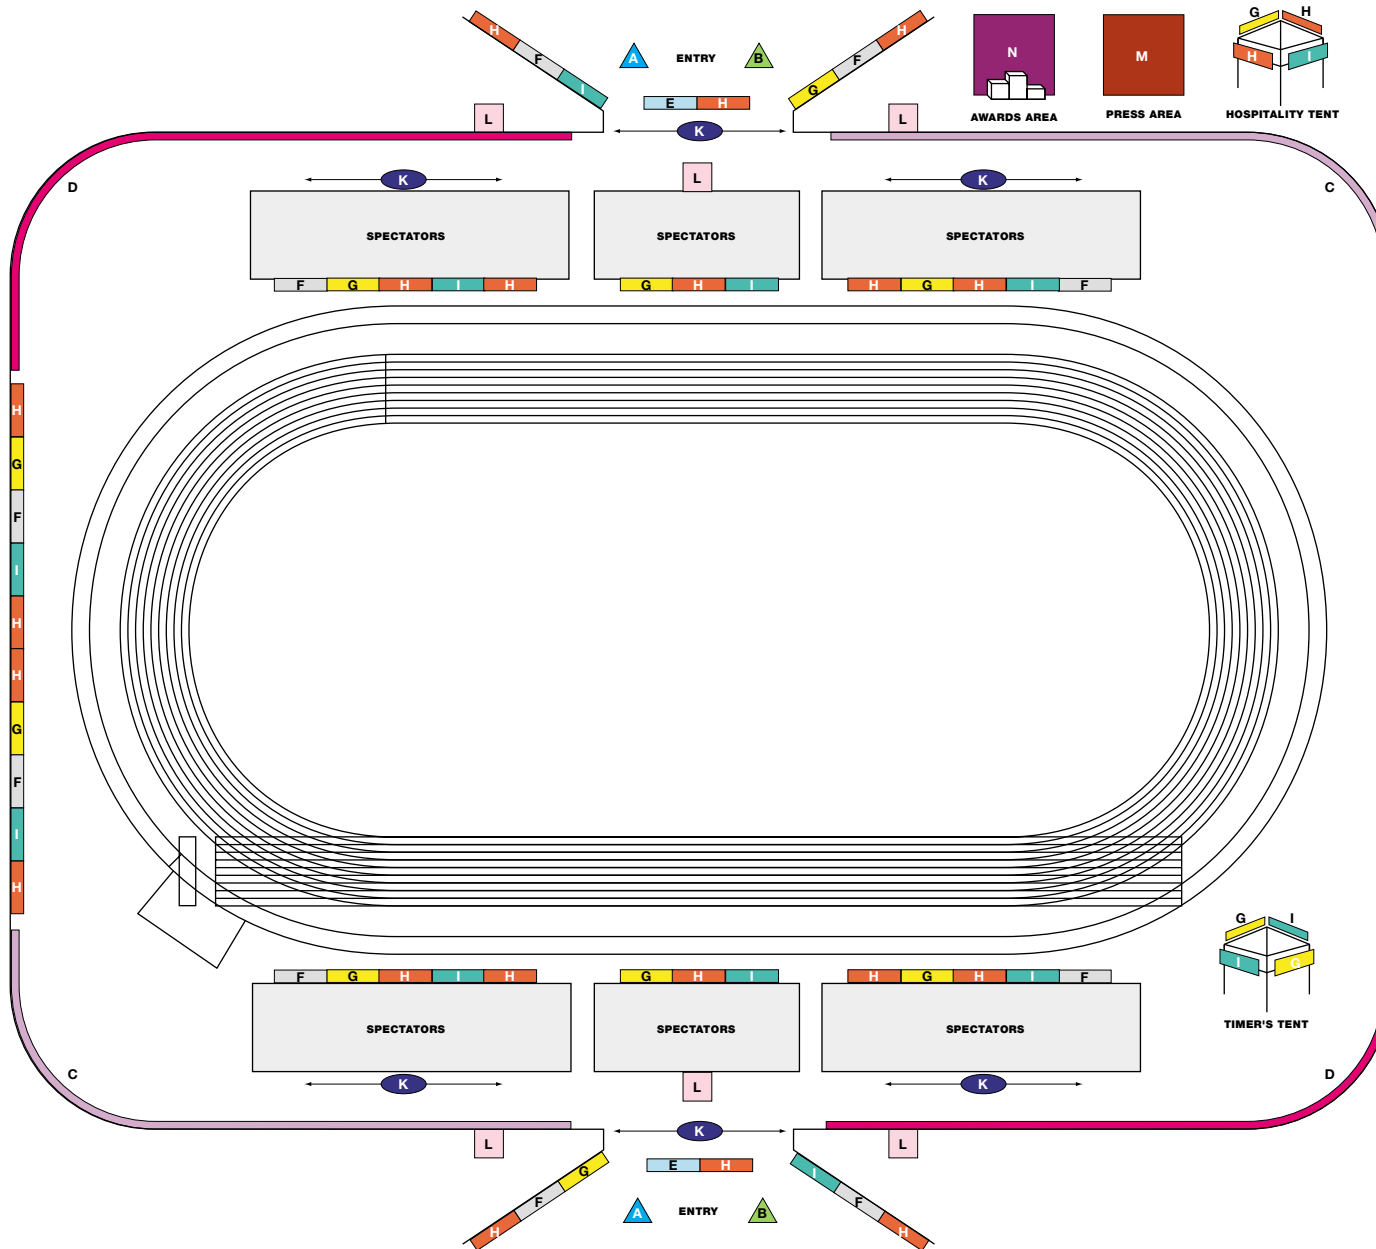 H F I
A ENTRY B
G F H
E H
K
N
AWARDS AREA
M
PRESS AREA
G H
H I
HOSPITALITY TENT
L
L
D
C
K
L
K
SPECTATORS
SPECTATORS
SPECTATORS
F G H I H
G H I
H G H I F
H
G
F
I
H
H
G
F
I
H
G I
I G
TIMER'S TENT
F G H I H
G H I
H G H I F
SPECTATORS
SPECTATORS
SPECTATORS
C
K
L
K
D
L
K
L
E H
H F G
I F H
A ENTRY B